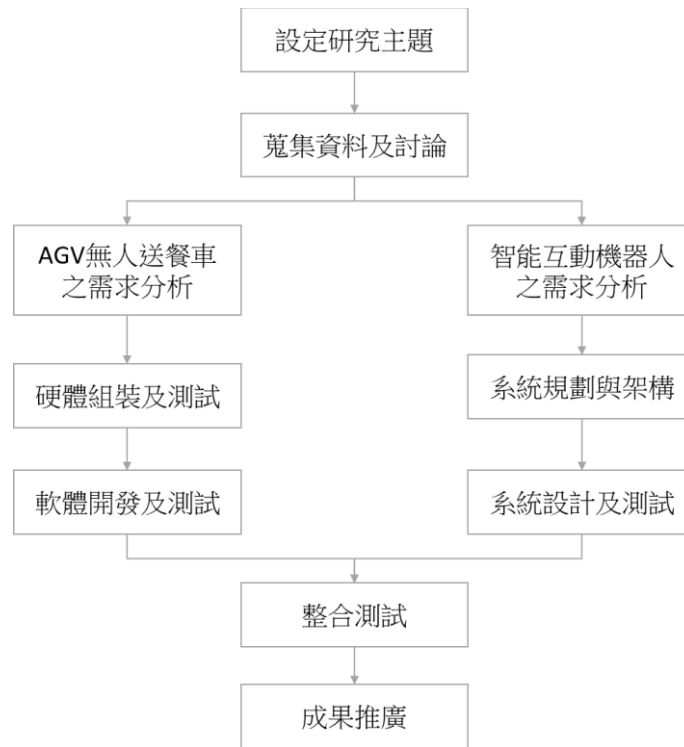 設定研究主題
蒐集資料及討論
AGV無人送餐車
之需求分析
智能互動機器人
之需求分析
硬體組裝及測試
系統規劃與架構
軟體開發及測試
系統設計及測試
整合測試
成果推廣